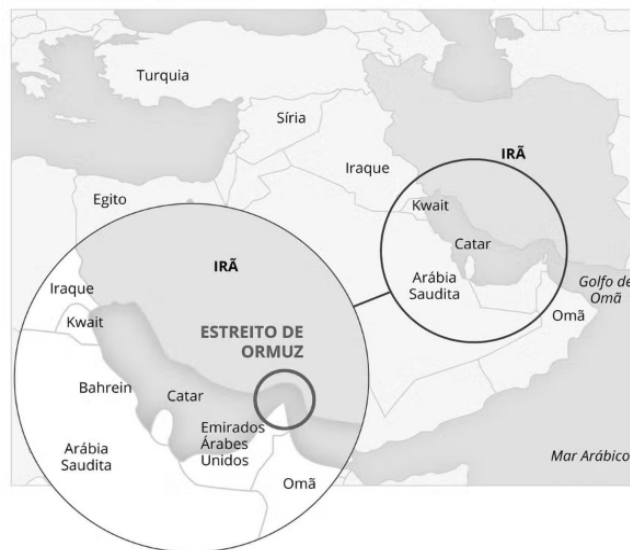 Turquia
Síria
Iraque
IRÃ
Egito
Kwait
Catar
Arábia
Saudita
Golfo de
Omã
Omã
Mar Arábico
IRÃ
Iraque
Kwait
ESTREITO DE
ORMUZ
Bahrein
Catar
Emirados
Árabes
Unidos
Arábia
Saudita
Omã